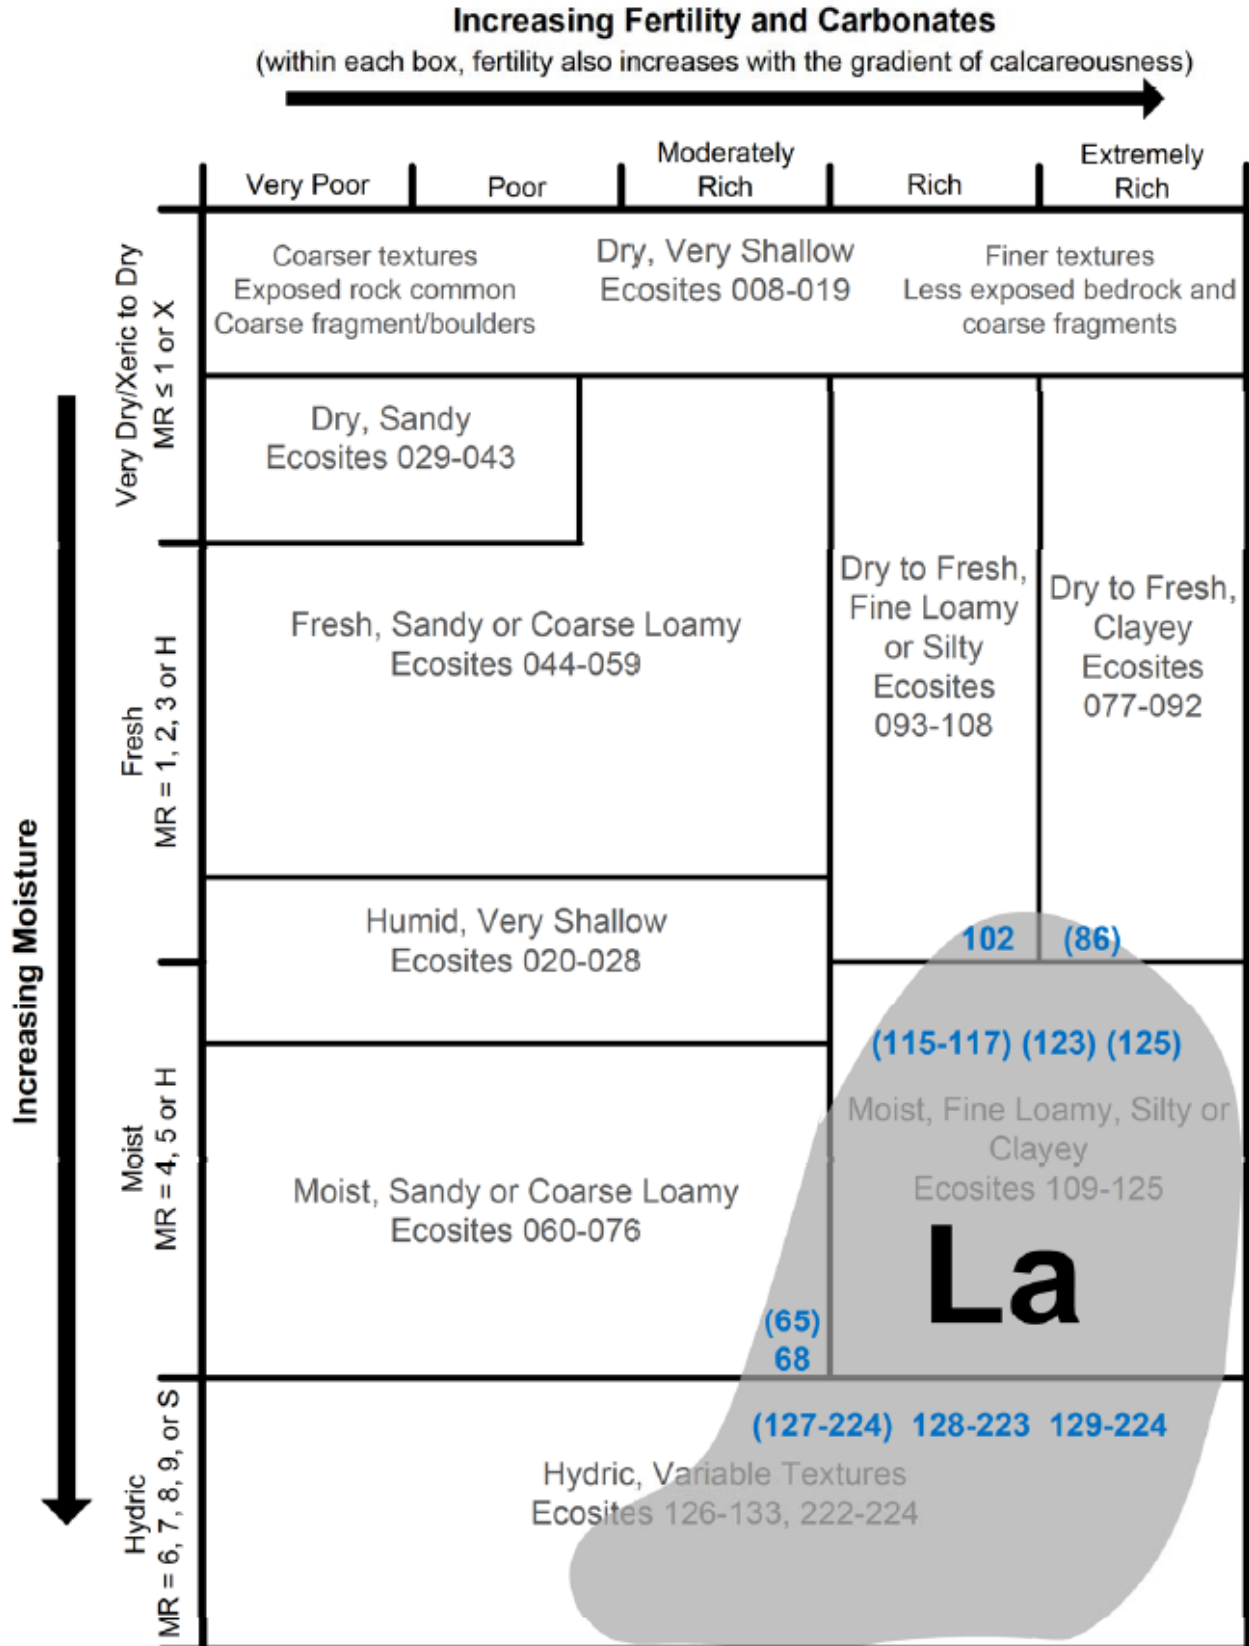 Increasing Fertility and Carbonates
(within each box, fertility also increases with the gradient of calcareousness)
Very Poor
Poor
Moderately
Rich
Rich
Extremely
Rich
Very Dry/Xeric to Dry
MR ≤ 1 or X
Coarser textures
Exposed rock common
Coarse fragment/boulders
Dry, Very Shallow
Ecosites 008-019
Finer textures
Less exposed bedrock and
coarse fragments
Dry, Sandy
Ecosites 029-043
Increasing Moisture
Fresh
MR = 1, 2, 3 or H
Fresh, Sandy or Coarse Loamy
Ecosites 044-059
Dry to Fresh,
Fine Loamy
or Silty
Ecosites
093-108
Dry to Fresh,
Clayey
Ecosites
077-092
Humid, Very Shallow
Ecosites 020-028
102
(86)
Moist
MR = 4, 5 or H
(115-117) (123) (125)
Moist, Fine Loamy, Silty or
Clayey
Ecosites 109-125
Moist, Sandy or Coarse Loamy
Ecosites 060-076
La
(65)
68
Hydric
MR = 6, 7, 8, 9, or S
(127-224) 128-223 129-224
Hydric, Variable Textures
Ecosites 126-133, 222-224